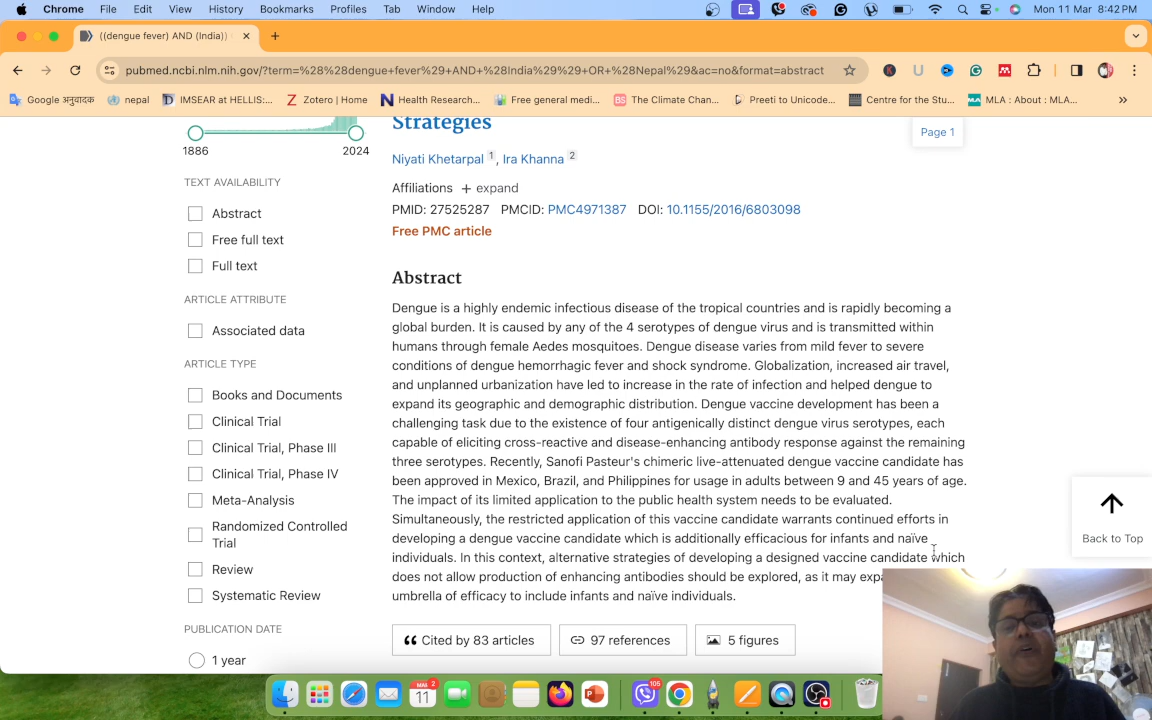 Chrome File Edit View History Bookmarks Profiles Tab Window Help Mon 11 Mar 8:42 PM
((dengue fever) AND (India))
pubmed.ncbi.nlm.nih.gov/?term=%28%28dengue+fever%29+AND+%28India%29%29+OR+%28Nepal%29&ac=no&format=abstract
Google अनुवादक nepal IMSEAR at HELLIS:... Zotero | Home Health Research... Free general medi... The Climate Chan... Preeti to Unicode... Centre for the Stu... MLA : About : MLA... »
Strategies
Page 1
1886 2024
Niyati Khetarpal 1, Ira Khanna 2
TEXT AVAILABILITY
Affiliations + expand
Abstract
PMID: 27525287 PMCID: PMC4971387 DOI: 10.1155/2016/6803098
Free full text
Free PMC article
Full text
Abstract
ARTICLE ATTRIBUTE
Associated data
ARTICLE TYPE
Books and Documents
Clinical Trial
Clinical Trial, Phase III
Clinical Trial, Phase IV
Meta-Analysis
Randomized Controlled
Trial
Review
Systematic Review
PUBLICATION DATE
1 year
Dengue is a highly endemic infectious disease of the tropical countries and is rapidly becoming a
global burden. It is caused by any of the 4 serotypes of dengue virus and is transmitted within
humans through female Aedes mosquitoes. Dengue disease varies from mild fever to severe
conditions of dengue hemorrhagic fever and shock syndrome. Globalization, increased air travel,
and unplanned urbanization have led to increase in the rate of infection and helped dengue to
expand its geographic and demographic distribution. Dengue vaccine development has been a
challenging task due to the existence of four antigenically distinct dengue virus serotypes, each
capable of eliciting cross-reactive and disease-enhancing antibody response against the remaining
three serotypes. Recently, Sanofi Pasteur's chimeric live-attenuated dengue vaccine candidate has
been approved in Mexico, Brazil, and Philippines for usage in adults between 9 and 45 years of age.
The impact of its limited application to the public health system needs to be evaluated.
Simultaneously, the restricted application of this vaccine candidate warrants continued efforts in
developing a dengue vaccine candidate which is additionally efficacious for infants and naïve
individuals. In this context, alternative strategies of developing a designed vaccine candidate which
does not allow production of enhancing antibodies should be explored, as it may
umbrella of efficacy to include infants and naïve individuals.
Cited by 83 articles 97 references 5 figures
Back to Top
MAR 2
11
105